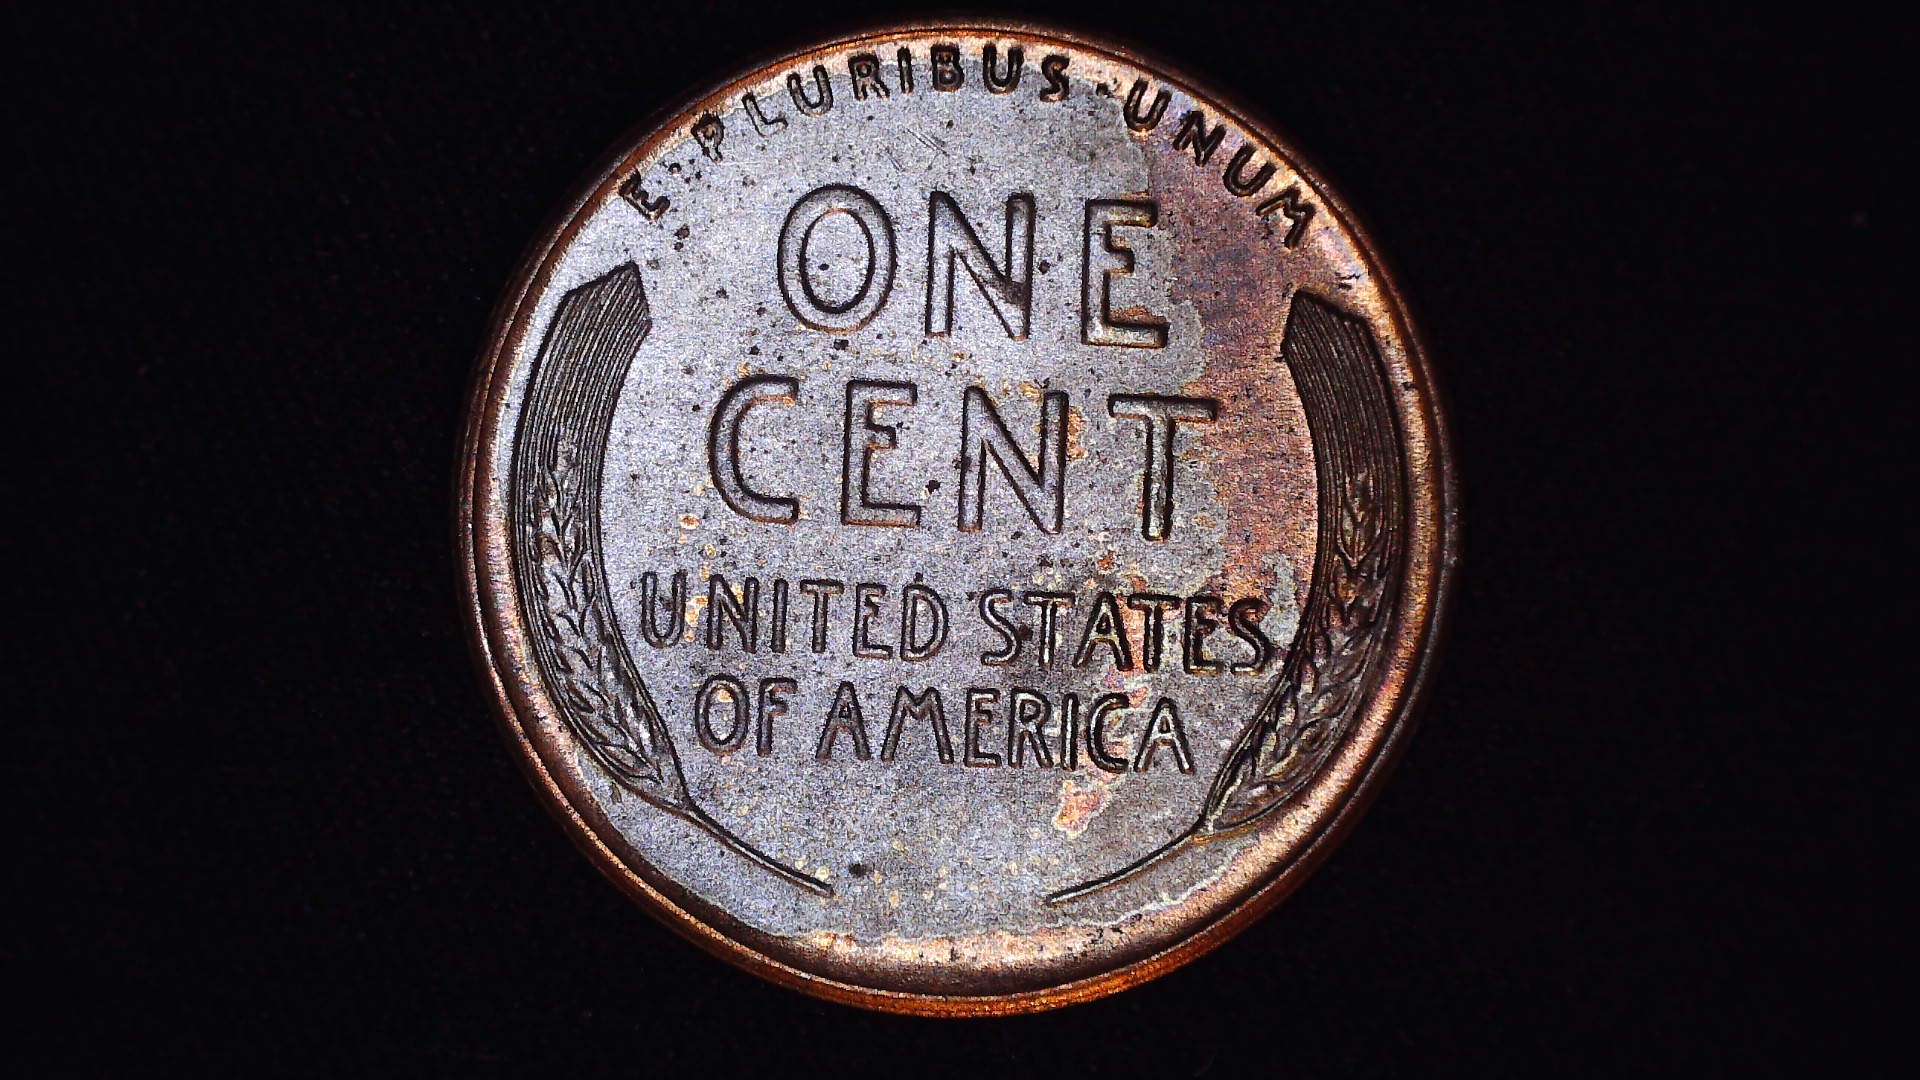 E·PLURIBUS·UNUM
ONE
CENT
UNITED STATES
OF AMERICA